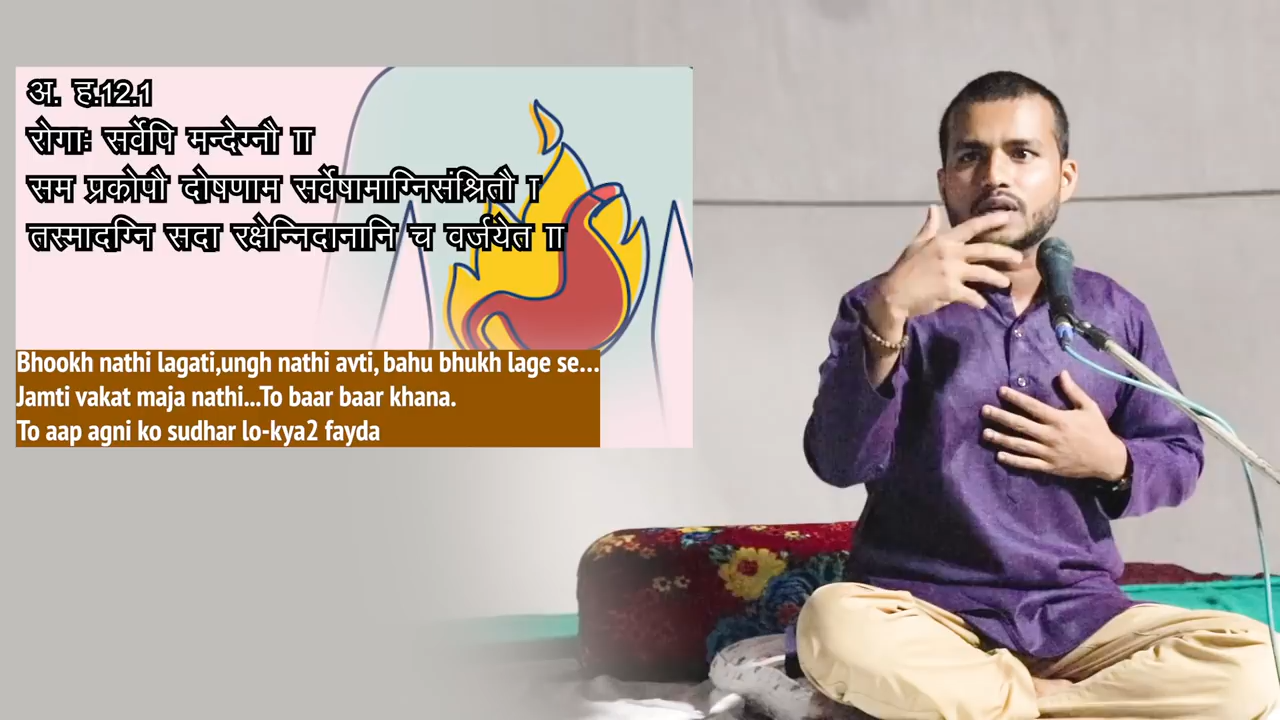 अ. ह.12.1
रोगाः सर्वेपि मन्देग्नौ ॥
सम प्रकोपौ दोषणाम सर्वेषामाग्निसंश्रितौ ।
तस्मादग्नि सदा रक्षेन्निदानानि च वर्जयेत ॥
Bhookh nathi lagati,ungh nathi avti, bahu bhukh lage se...
Jamti vakat maja nathi...To baar baar khana.
To aap agni ko sudhar lo-kya2 fayda